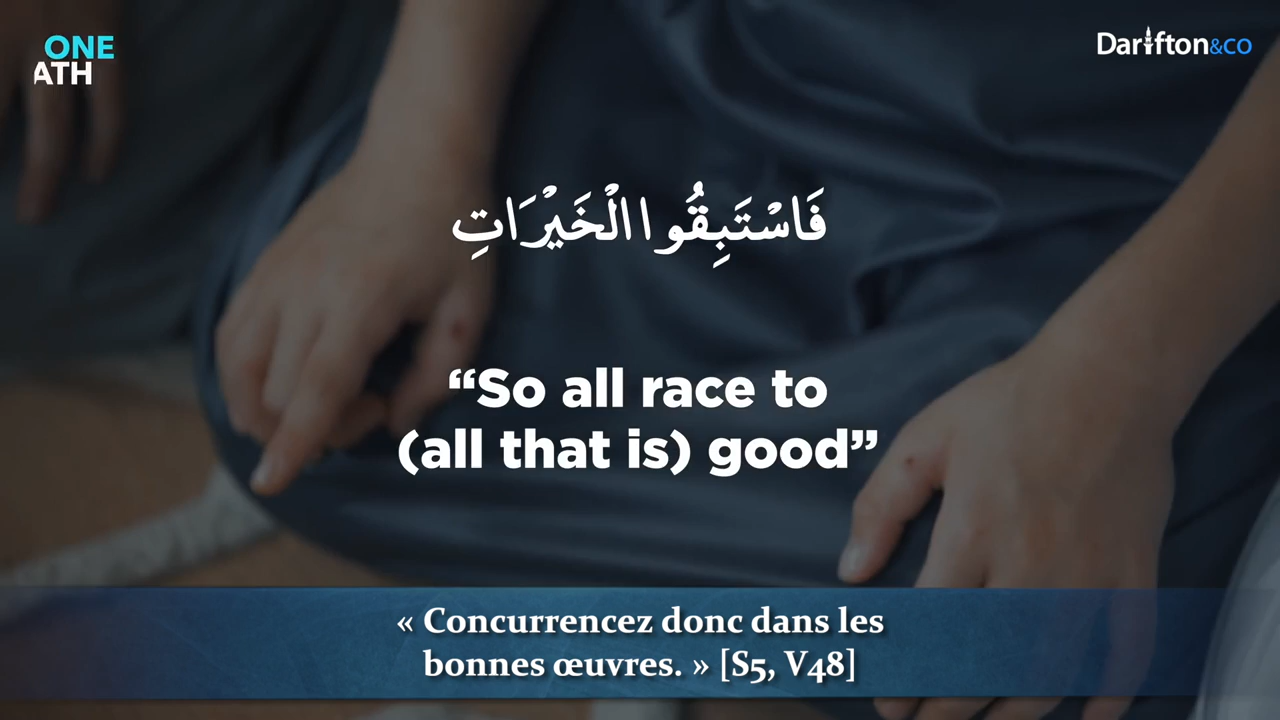 ONE
ATH
Darifton&co
فَاسْتَبِقُوا الْخَيْرَاتِ
“So all race to
(all that is) good”
« Concurrencez donc dans les
bonnes œuvres. » [S5, V48]